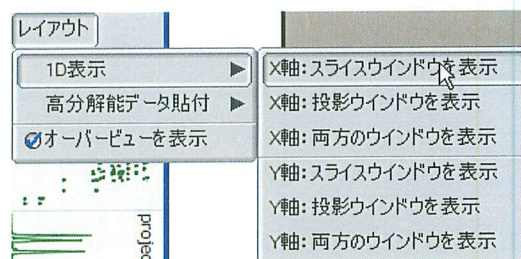 レイアウト
1D表示
高分解能データ貼付
オーバービューを表示
X軸:スライスウインドウを表示
X軸:投影ウインドウを表示
X軸:両方のウインドウを表示
Y軸:スライスウインドウを表示
Y軸:投影ウインドウを表示
Y軸:両方のウインドウを表示